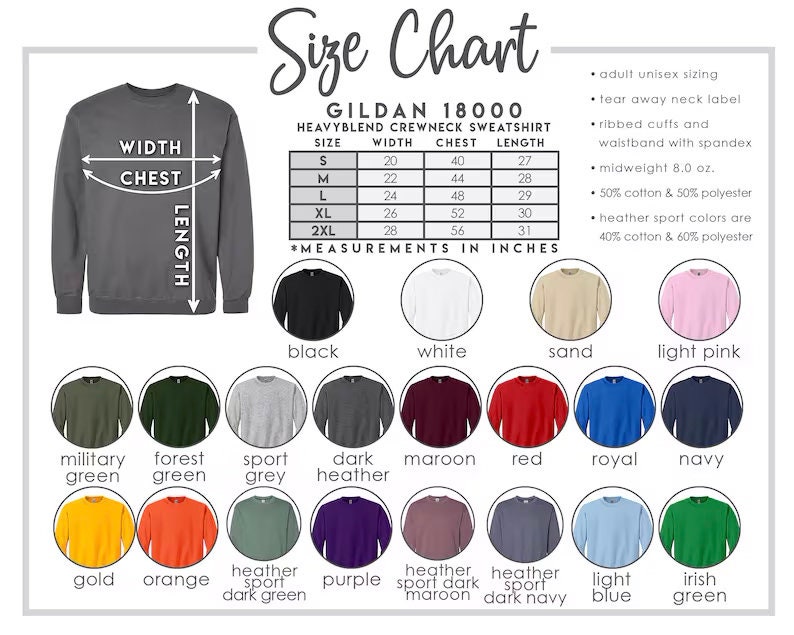 Size Chart
GILDAN 18000
HEAVYBLEND CREWNECK SWEATSHIRT
SIZE WIDTH CHEST LENGTH
S 20 40 27
M 22 44 28
L 24 48 29
XL 26 52 30
2XL 28 56 31
*MEASUREMENTS IN INCHES
WIDTH
CHEST
LENGTH
• adult unisex sizing
• tear away neck label
• ribbed cuffs and
waistband with spandex
• midweight 8.0 oz.
• 50% cotton & 50% polyester
• heather sport colors are
40% cotton & 60% polyester
black
white
sand
light pink
military
green
forest
green
sport
grey
dark
heather
maroon
red
royal
navy
gold
orange
heather
sport
dark green
purple
heather
sport dark
maroon
heather
sport
dark navy
light
blue
irish
green